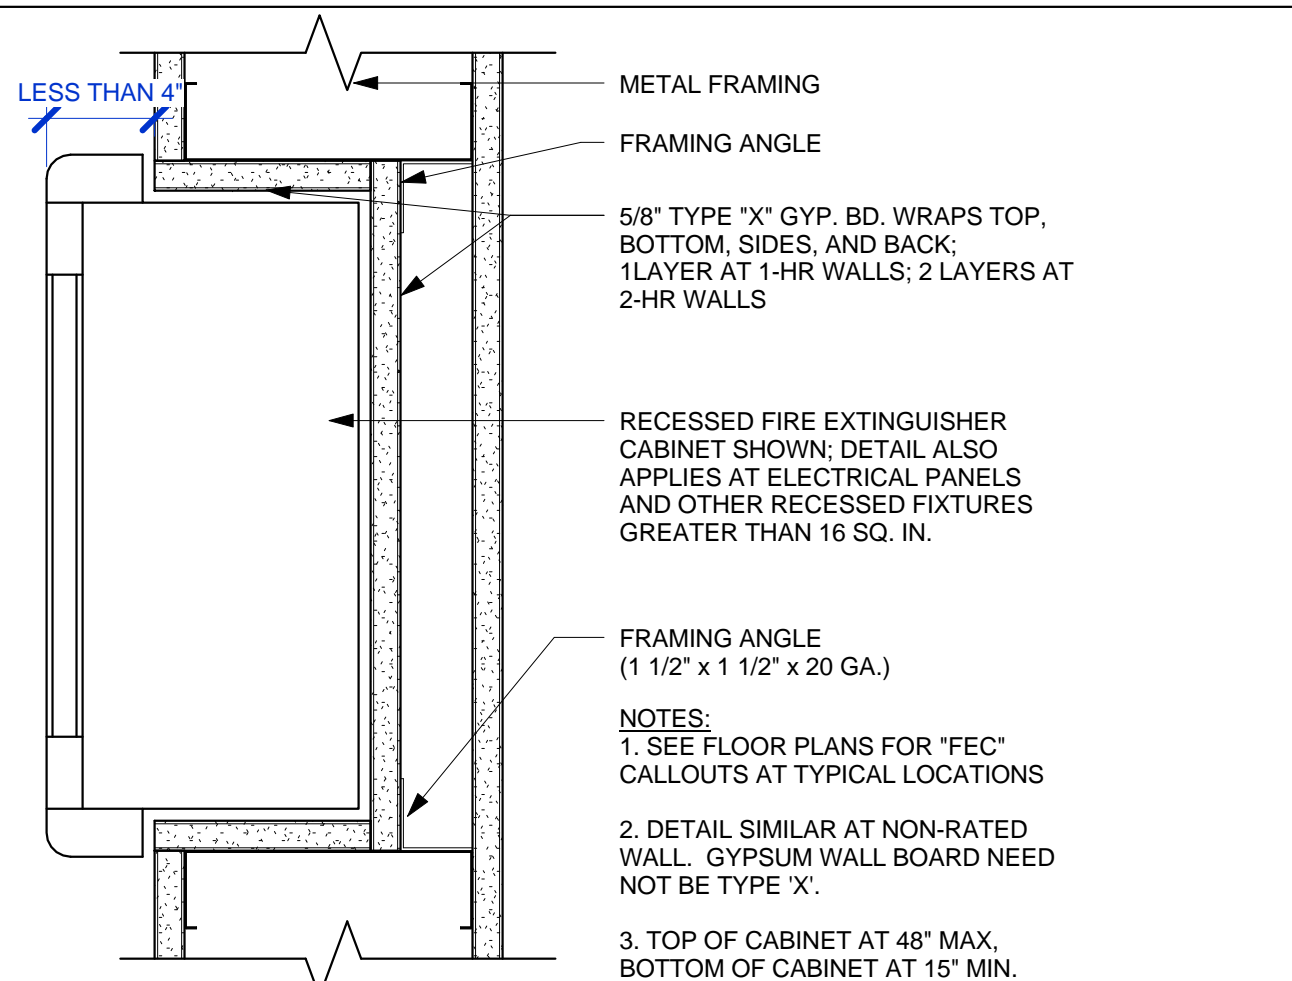 LESS THAN 4"
METAL FRAMING
FRAMING ANGLE
5/8" TYPE "X" GYP. BD. WRAPS TOP,
BOTTOM, SIDES, AND BACK;
1LAYER AT 1-HR WALLS; 2 LAYERS AT
2-HR WALLS
RECESSED FIRE EXTINGUISHER
CABINET SHOWN; DETAIL ALSO
APPLIES AT ELECTRICAL PANELS
AND OTHER RECESSED FIXTURES
GREATER THAN 16 SQ. IN.
FRAMING ANGLE
(1 1/2" x 1 1/2" x 20 GA.)
NOTES:
1. SEE FLOOR PLANS FOR "FEC"
CALLOUTS AT TYPICAL LOCATIONS
2. DETAIL SIMILAR AT NON-RATED
WALL.  GYPSUM WALL BOARD NEED
NOT BE TYPE 'X'.
3. TOP OF CABINET AT 48" MAX,
BOTTOM OF CABINET AT 15" MIN.